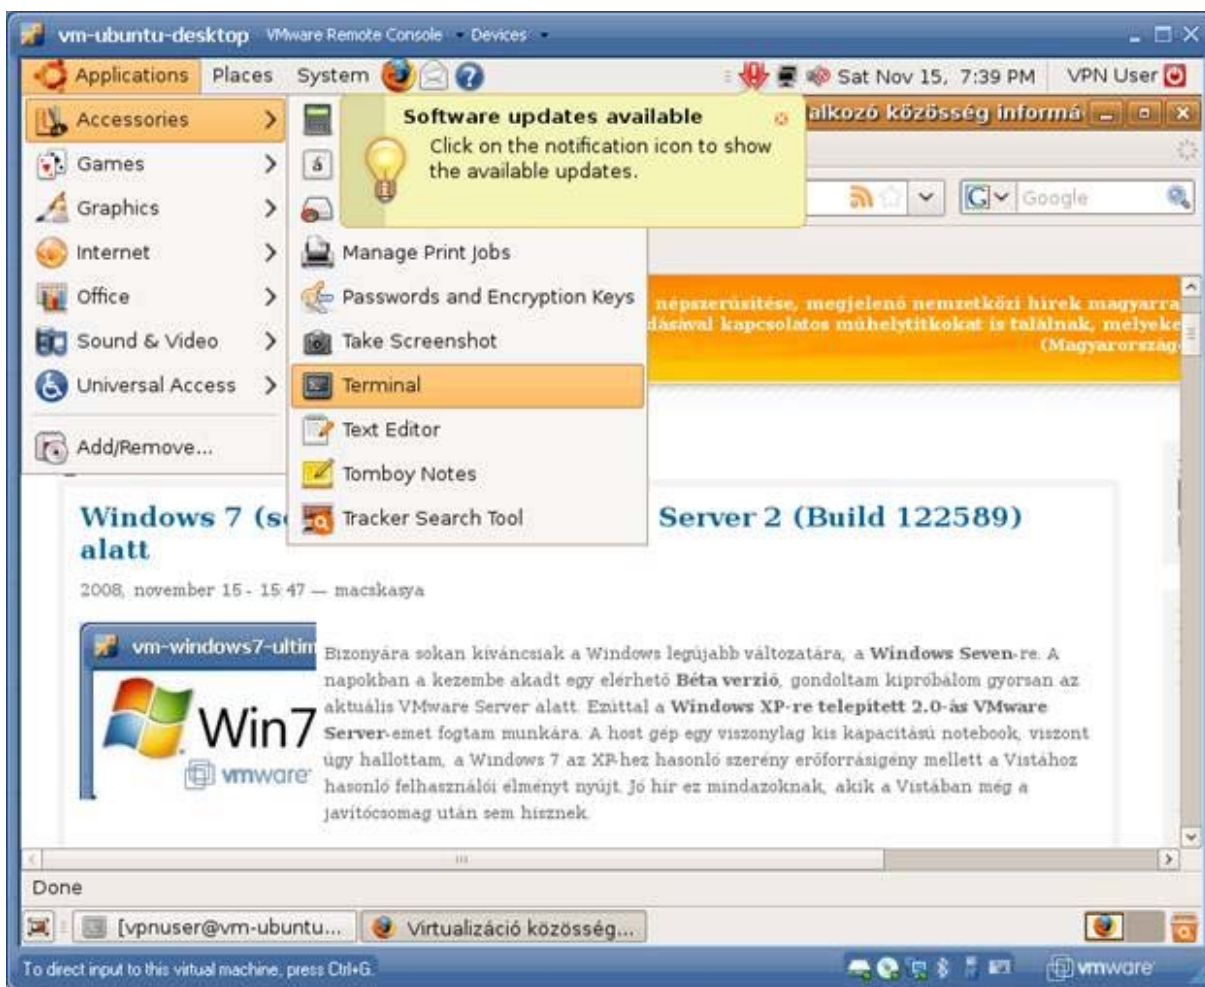 vm-ubuntu-desktop VMware Remote Console Devices
Applications Places System Sat Nov 15, 7:39 PM VPN User
Accessories
Games
Graphics
Internet
Office
Sound & Video
Universal Access
Add/Remove...
á
Manage Print Jobs
Passwords and Encryption Keys
Take Screenshot
Terminal
Text Editor
Tomboy Notes
Tracker Search Tool
Software updates available
Click on the notification icon to show
the available updates.
alkozó közösség informá
G Google
népszerűsítése, megjelenő nemzetközi hírek magyarra
dásával kapcsolatos műhelytitkokat is találnak, melyeke
(Magyarország
Windows 7 (s Server 2 (Build 122589)
alatt
2008, november 15 - 15:47 — macskasya
vm-windows7-ultim
Win7
vmware
Bizonyára sokan kíváncsiak a Windows legújabb változatára, a Windows Seven-re. A
napokban a kezembe akadt egy elérhető Béta verzió, gondoltam kipróbálom gyorsan az
aktuális VMware Server alatt. Ezúttal a Windows XP-re telepített 2.0-ás VMware
Server-emet fogtam munkára. A host gép egy viszonylag kis kapacitású notebook, viszont
úgy hallottam, a Windows 7 az XP-hez hasonló szerény erőforrásigény mellett a Vistához
hasonló felhasználói élményt nyújt. Jó hír ez mindazoknak, akik a Vistában még a
javítócsomag után sem hisznek.
Done
[vpnuser@vm-ubuntu... Virtualizáció közösség...
To direct input to this virtual machine, press Ctrl+G. vmware